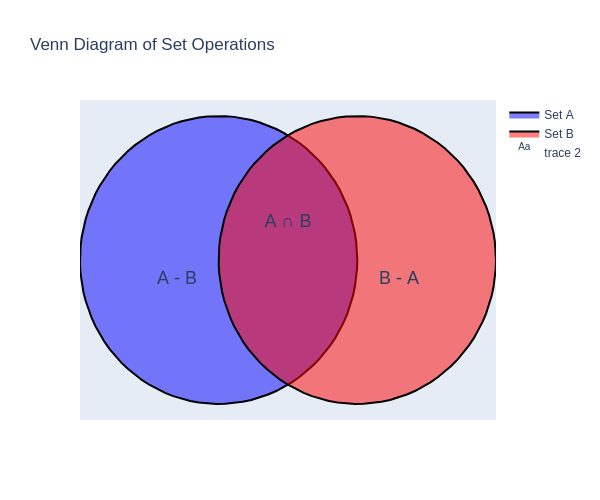 Venn Diagram of Set Operations
Set A
Set B
Aa trace 2
A ∩ B
A - B
B - A